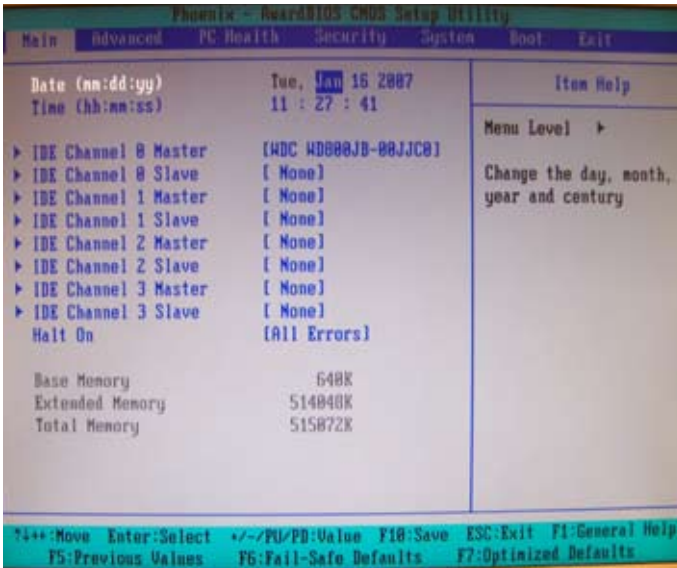 Phoenix - AwardBIOS CMOS Setup Utility
Main Advanced PC Health Security System Boot Exit
Date (mm:dd:yy) Tue, Jan 16 2007
Time (hh:mm:ss) 11 : 27 : 41
▶ IDE Channel 0 Master [WDC WD800JB-00JJC0]
▶ IDE Channel 0 Slave [ None]
▶ IDE Channel 1 Master [ None]
▶ IDE Channel 1 Slave [ None]
▶ IDE Channel 2 Master [ None]
▶ IDE Channel 2 Slave [ None]
▶ IDE Channel 3 Master [ None]
▶ IDE Channel 3 Slave [ None]
Halt On [All Errors]
Base Memory 640K
Extended Memory 514048K
Total Memory 515072K
Item Help
Menu Level ▶
Change the day, month,
year and century
↑↓→←:Move Enter:Select +/-/PU/PD:Value F10:Save ESC:Exit F1:General Help
F5:Previous Values F6:Fail-Safe Defaults F7:Optimized Defaults